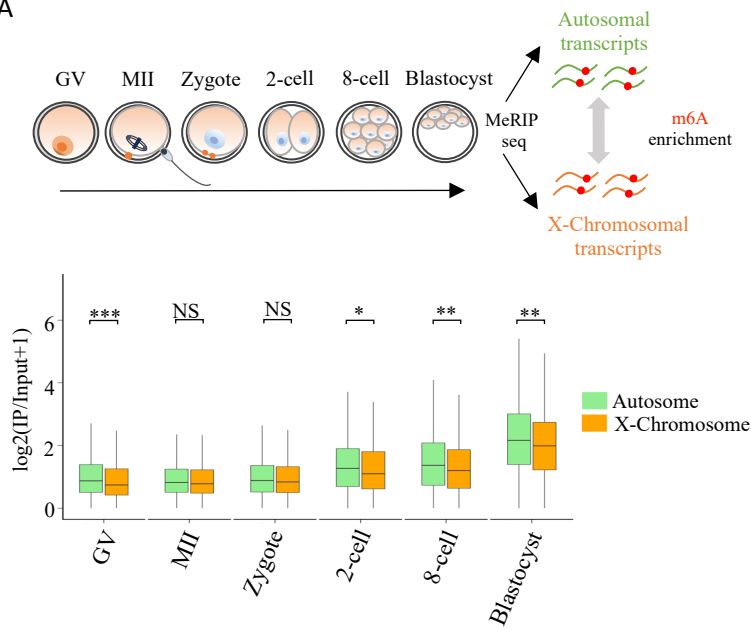 A
Autosomal
transcripts
GV MII Zygote 2-cell 8-cell Blastocyst
MeRIP
seq
m6A
enrichment
X-Chromosomal
transcripts
log2(IP/Input+1)
6
4
2
0
*** NS NS * ** **
Autosome
X-Chromosome
GV MII Zygote 2-cell 8-cell Blastocyst